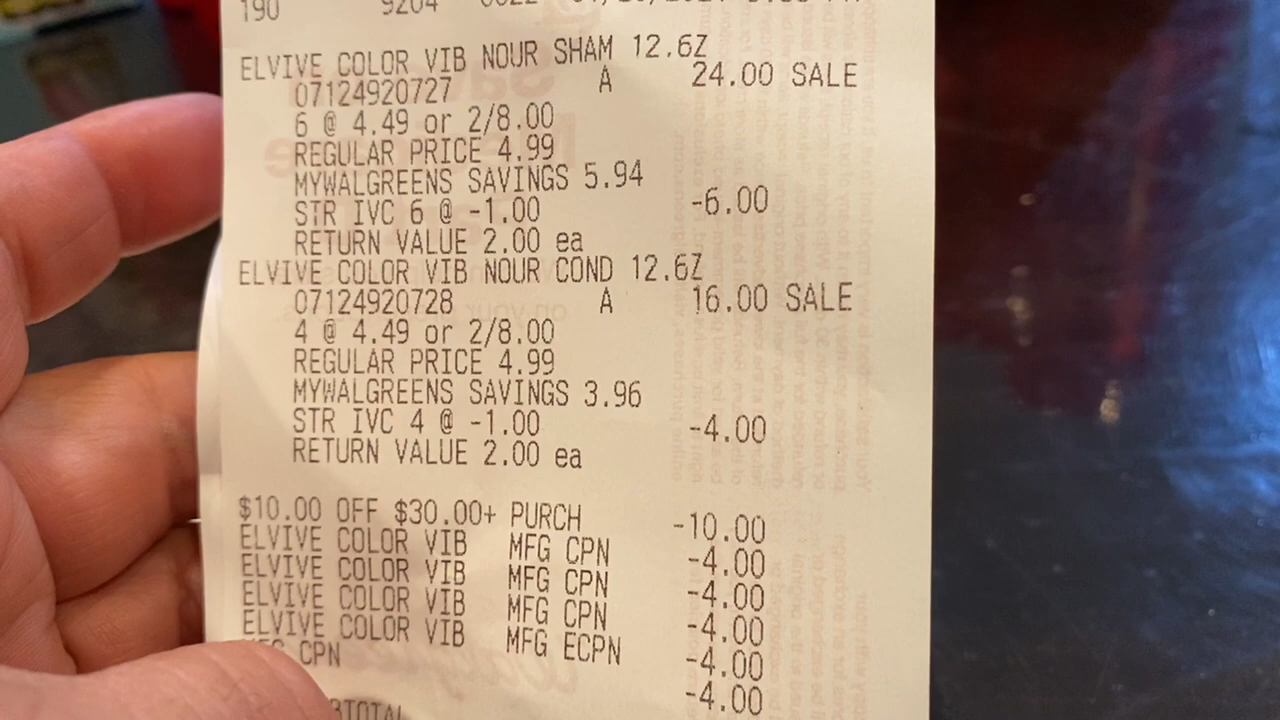 190 9204 0022
ELVIVE COLOR VIB NOUR SHAM 12.6Z
07124920727 A 24.00 SALE
6 @ 4.49 or 2/8.00
REGULAR PRICE 4.99
MYWALGREENS SAVINGS 5.94
STR IVC 6 @ -1.00 -6.00
RETURN VALUE 2.00 ea
ELVIVE COLOR VIB NOUR COND 12.6Z
07124920728 A 16.00 SALE
4 @ 4.49 or 2/8.00
REGULAR PRICE 4.99
MYWALGREENS SAVINGS 3.96
STR IVC 4 @ -1.00 -4.00
RETURN VALUE 2.00 ea
$10.00 OFF $30.00+ PURCH -10.00
ELVIVE COLOR VIB MFG CPN -4.00
ELVIVE COLOR VIB MFG CPN -4.00
ELVIVE COLOR VIB MFG CPN -4.00
ELVIVE COLOR VIB MFG ECPN -4.00
MFG CPN -4.00